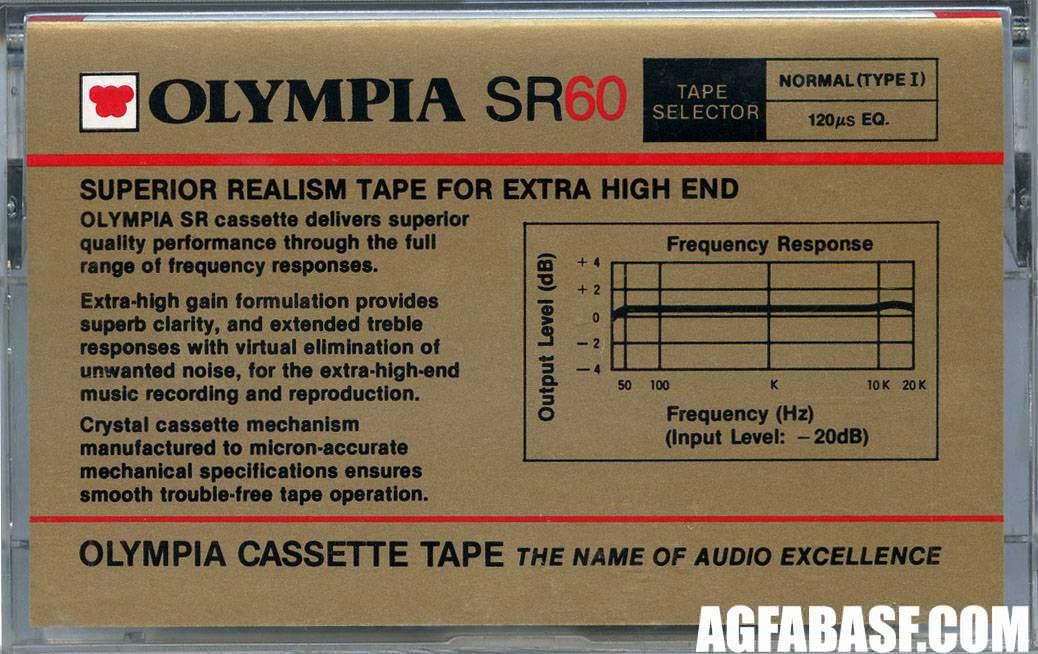 OLYMPIA SR60
TAPE SELECTOR
NORMAL (TYPE I)
120µs EQ.
SUPERIOR REALISM TAPE FOR EXTRA HIGH END
OLYMPIA SR cassette delivers superior
quality performance through the full
range of frequency responses.
Extra-high gain formulation provides
superb clarity, and extended treble
responses with virtual elimination of
unwanted noise, for the extra-high-end
music recording and reproduction.
Crystal cassette mechanism
manufactured to micron-accurate
mechanical specifications ensures
smooth trouble-free tape operation.
Frequency Response
Output Level (dB)
+ 4
+ 2
0
− 2
− 4
50 100 K 10 K 20 K
Frequency (Hz)
(Input Level: −20dB)
OLYMPIA CASSETTE TAPE THE NAME OF AUDIO EXCELLENCE
AGFABASF.COM